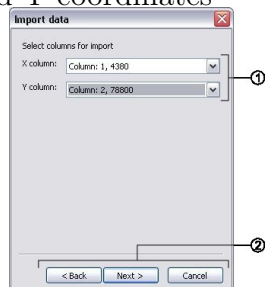 Y coordinates
Import data
Select columns for import
X column: Column: 1, 4380
Y column: Column: 2, 78800
1
2
< Back Next > Cancel